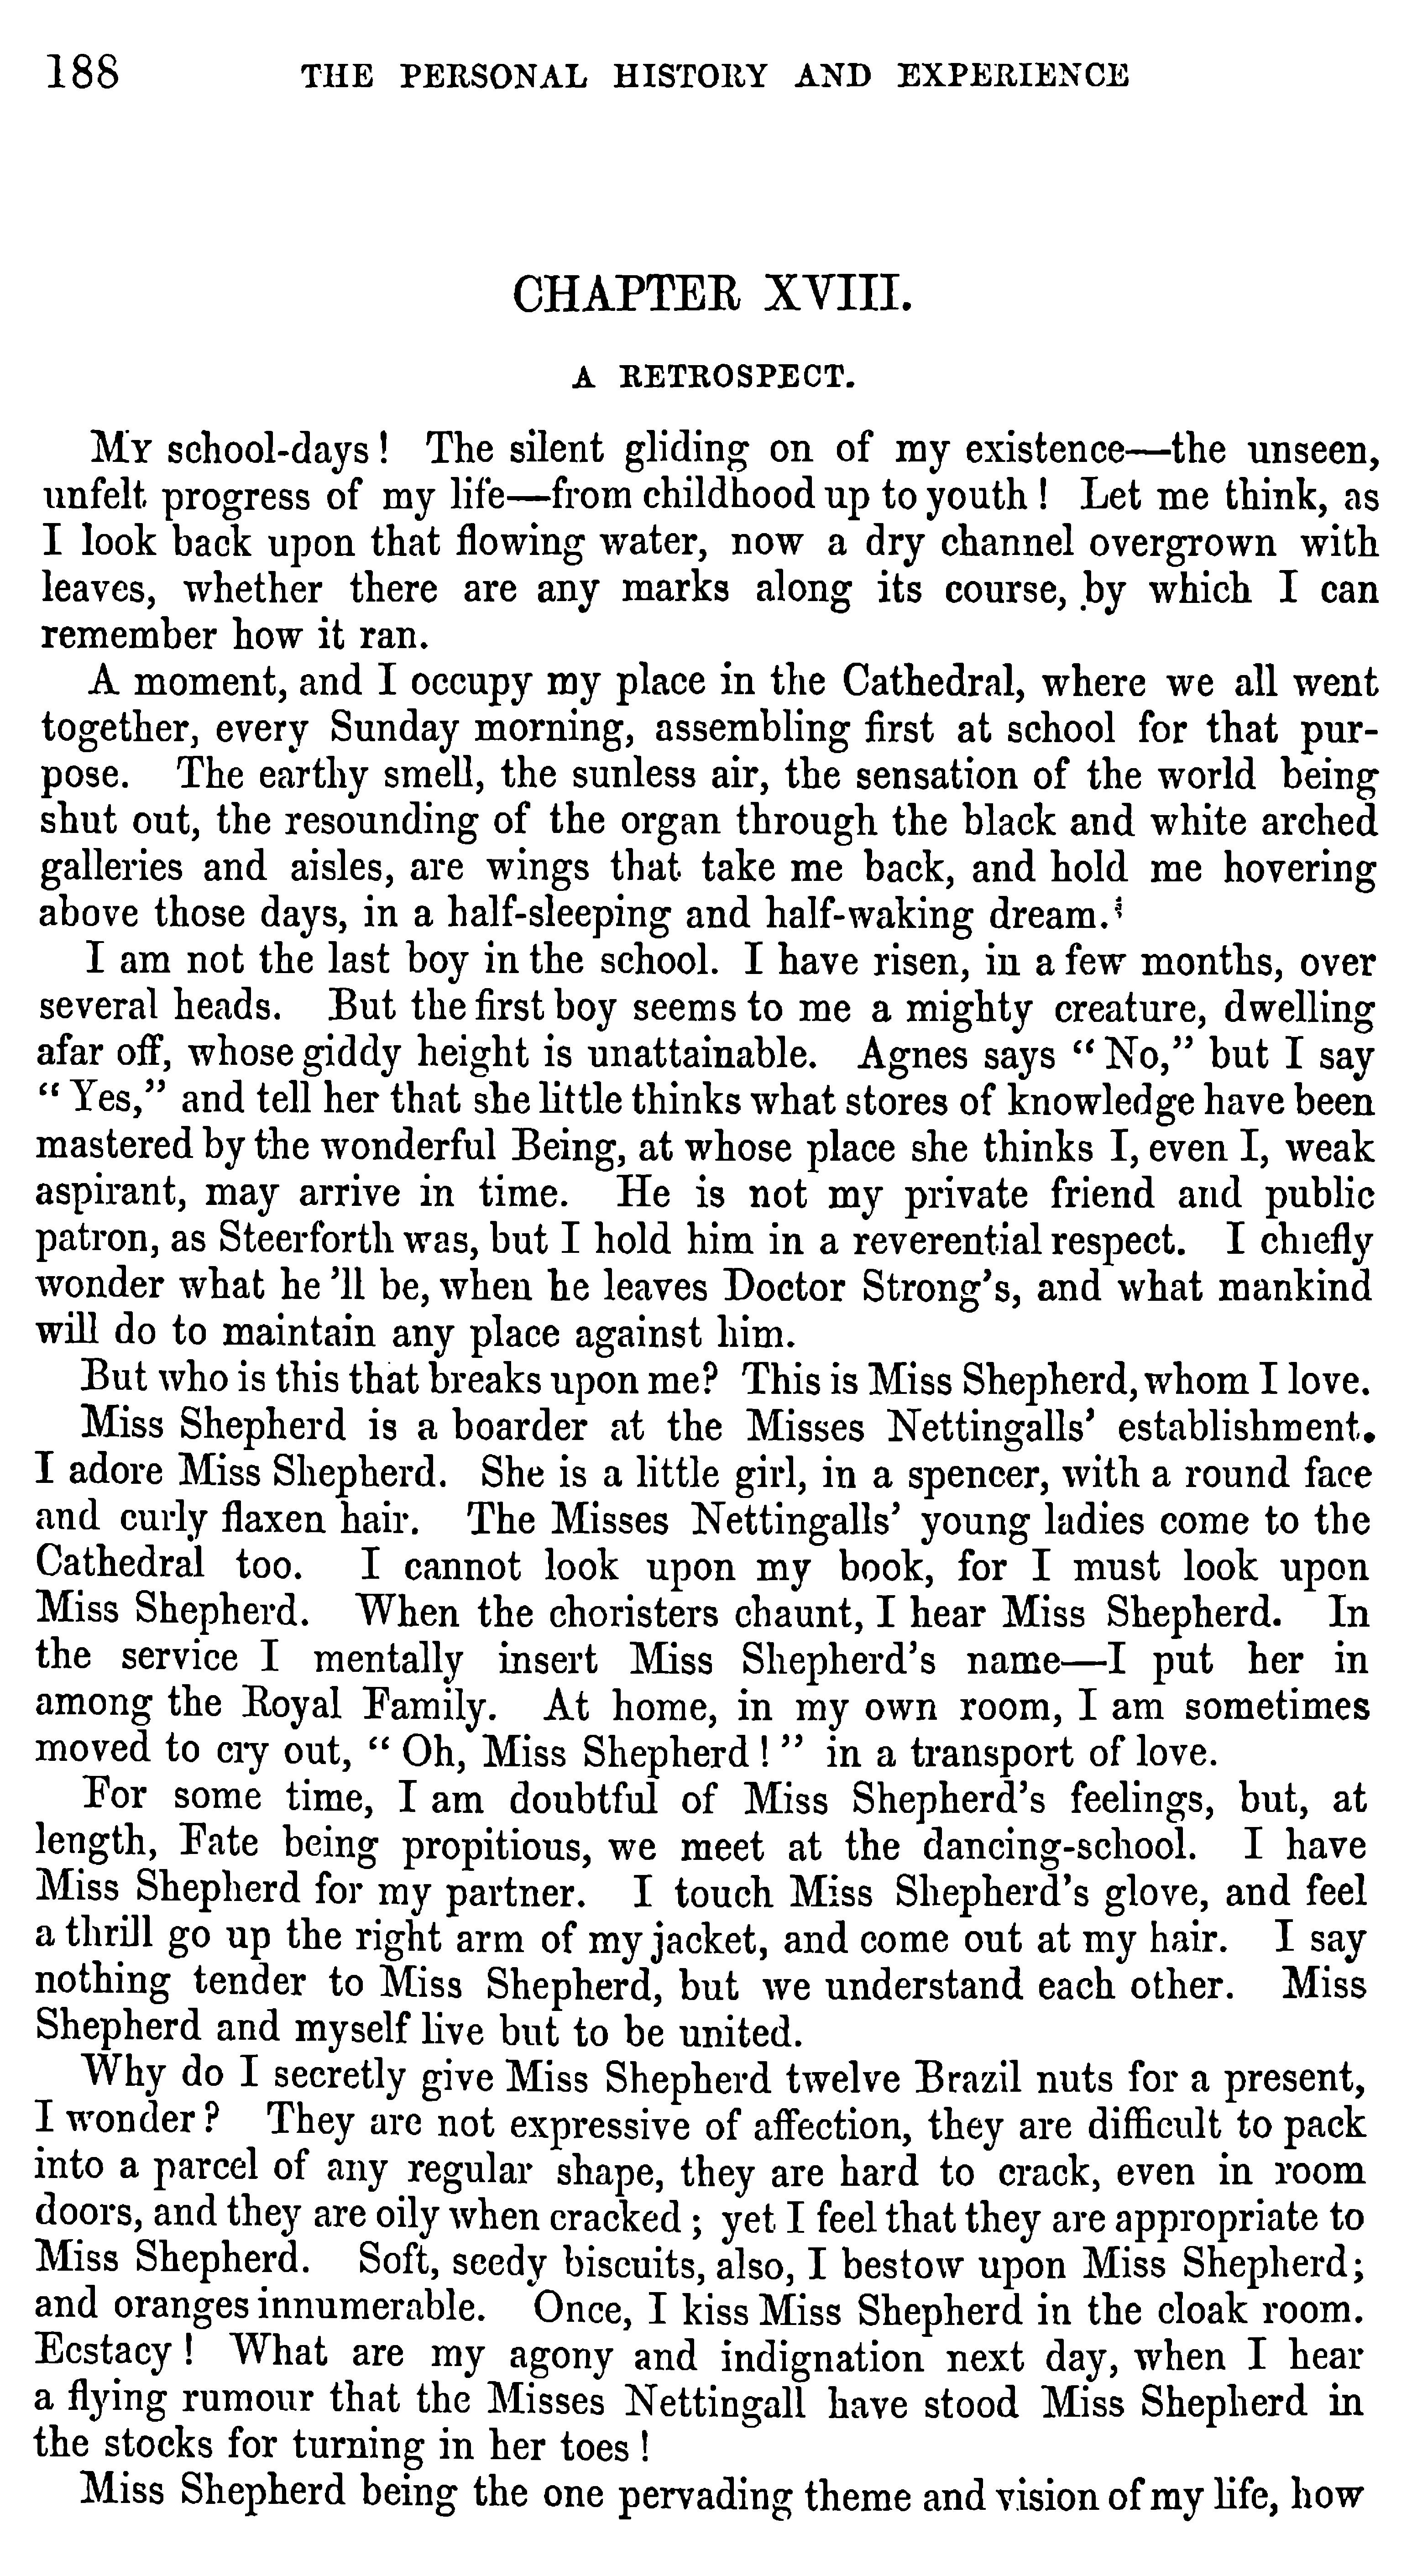 188 THE PERSONAL HISTORY AND EXPERIENCE
CHAPTER XVIII.
A RETROSPECT.
MY school-days! The silent gliding on of my existence—the unseen,
unfelt progress of my life—from childhood up to youth! Let me think, as
I look back upon that flowing water, now a dry channel overgrown with
leaves, whether there are any marks along its course, by which I can
remember how it ran.
A moment, and I occupy my place in the Cathedral, where we all went
together, every Sunday morning, assembling first at school for that pur-
pose. The earthy smell, the sunless air, the sensation of the world being
shut out, the resounding of the organ through the black and white arched
galleries and aisles, are wings that take me back, and hold me hovering
above those days, in a half-sleeping and half-waking dream.
I am not the last boy in the school. I have risen, in a few months, over
several heads. But the first boy seems to me a mighty creature, dwelling
afar off, whose giddy height is unattainable. Agnes says "No," but I say
"Yes," and tell her that she little thinks what stores of knowledge have been
mastered by the wonderful Being, at whose place she thinks I, even I, weak
aspirant, may arrive in time. He is not my private friend and public
patron, as Steerforth was, but I hold him in a reverential respect. I chiefly
wonder what he 'll be, when he leaves Doctor Strong's, and what mankind
will do to maintain any place against him.
But who is this that breaks upon me? This is Miss Shepherd, whom I love.
Miss Shepherd is a boarder at the Misses Nettingalls' establishment.
I adore Miss Shepherd. She is a little girl, in a spencer, with a round face
and curly flaxen hair. The Misses Nettingalls' young ladies come to the
Cathedral too. I cannot look upon my book, for I must look upon
Miss Shepherd. When the choristers chaunt, I hear Miss Shepherd. In
the service I mentally insert Miss Shepherd's name—I put her in
among the Royal Family. At home, in my own room, I am sometimes
moved to cry out, "Oh, Miss Shepherd!" in a transport of love.
For some time, I am doubtful of Miss Shepherd's feelings, but, at
length, Fate being propitious, we meet at the dancing-school. I have
Miss Shepherd for my partner. I touch Miss Shepherd's glove, and feel
a thrill go up the right arm of my jacket, and come out at my hair. I say
nothing tender to Miss Shepherd, but we understand each other. Miss
Shepherd and myself live but to be united.
Why do I secretly give Miss Shepherd twelve Brazil nuts for a present,
I wonder? They are not expressive of affection, they are difficult to pack
into a parcel of any regular shape, they are hard to crack, even in room
doors, and they are oily when cracked; yet I feel that they are appropriate to
Miss Shepherd. Soft, seedy biscuits, also, I bestow upon Miss Shepherd;
and oranges innumerable. Once, I kiss Miss Shepherd in the cloak room.
Ecstacy! What are my agony and indignation next day, when I hear
a flying rumour that the Misses Nettingall have stood Miss Shepherd in
the stocks for turning in her toes!
Miss Shepherd being the one pervading theme and vision of my life, how